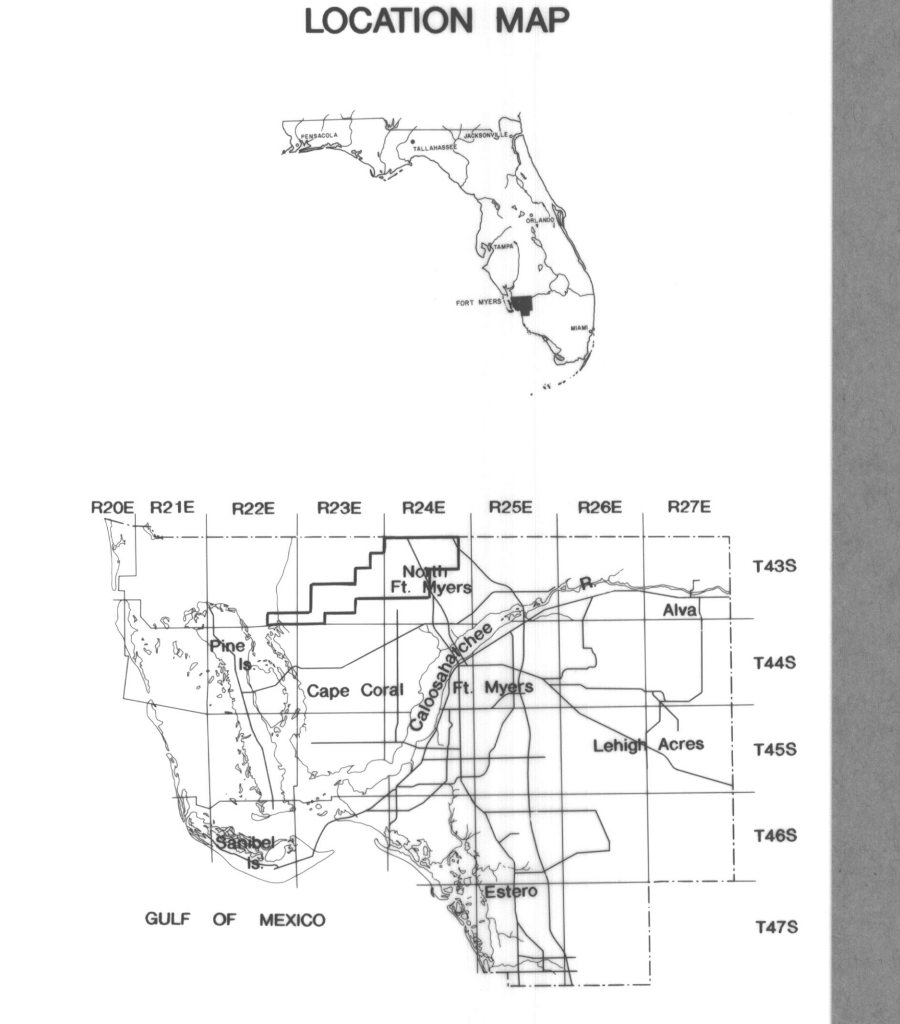 LOCATION MAP
PENSACOLA
JACKSONVILLE
TALLAHASSEE
ORLANDO
TAMPA
FORT MYERS
MIAMI
R20E R21E R22E R23E R24E R25E R26E R27E
T43S
North
Ft. Myers
R.
Alva
Pine
Is.
T44S
Caloosahatchee
Cape Coral
Ft. Myers
Lehigh Acres
T45S
T46S
Sanibel
Is.
Estero
GULF OF MEXICO
T47S